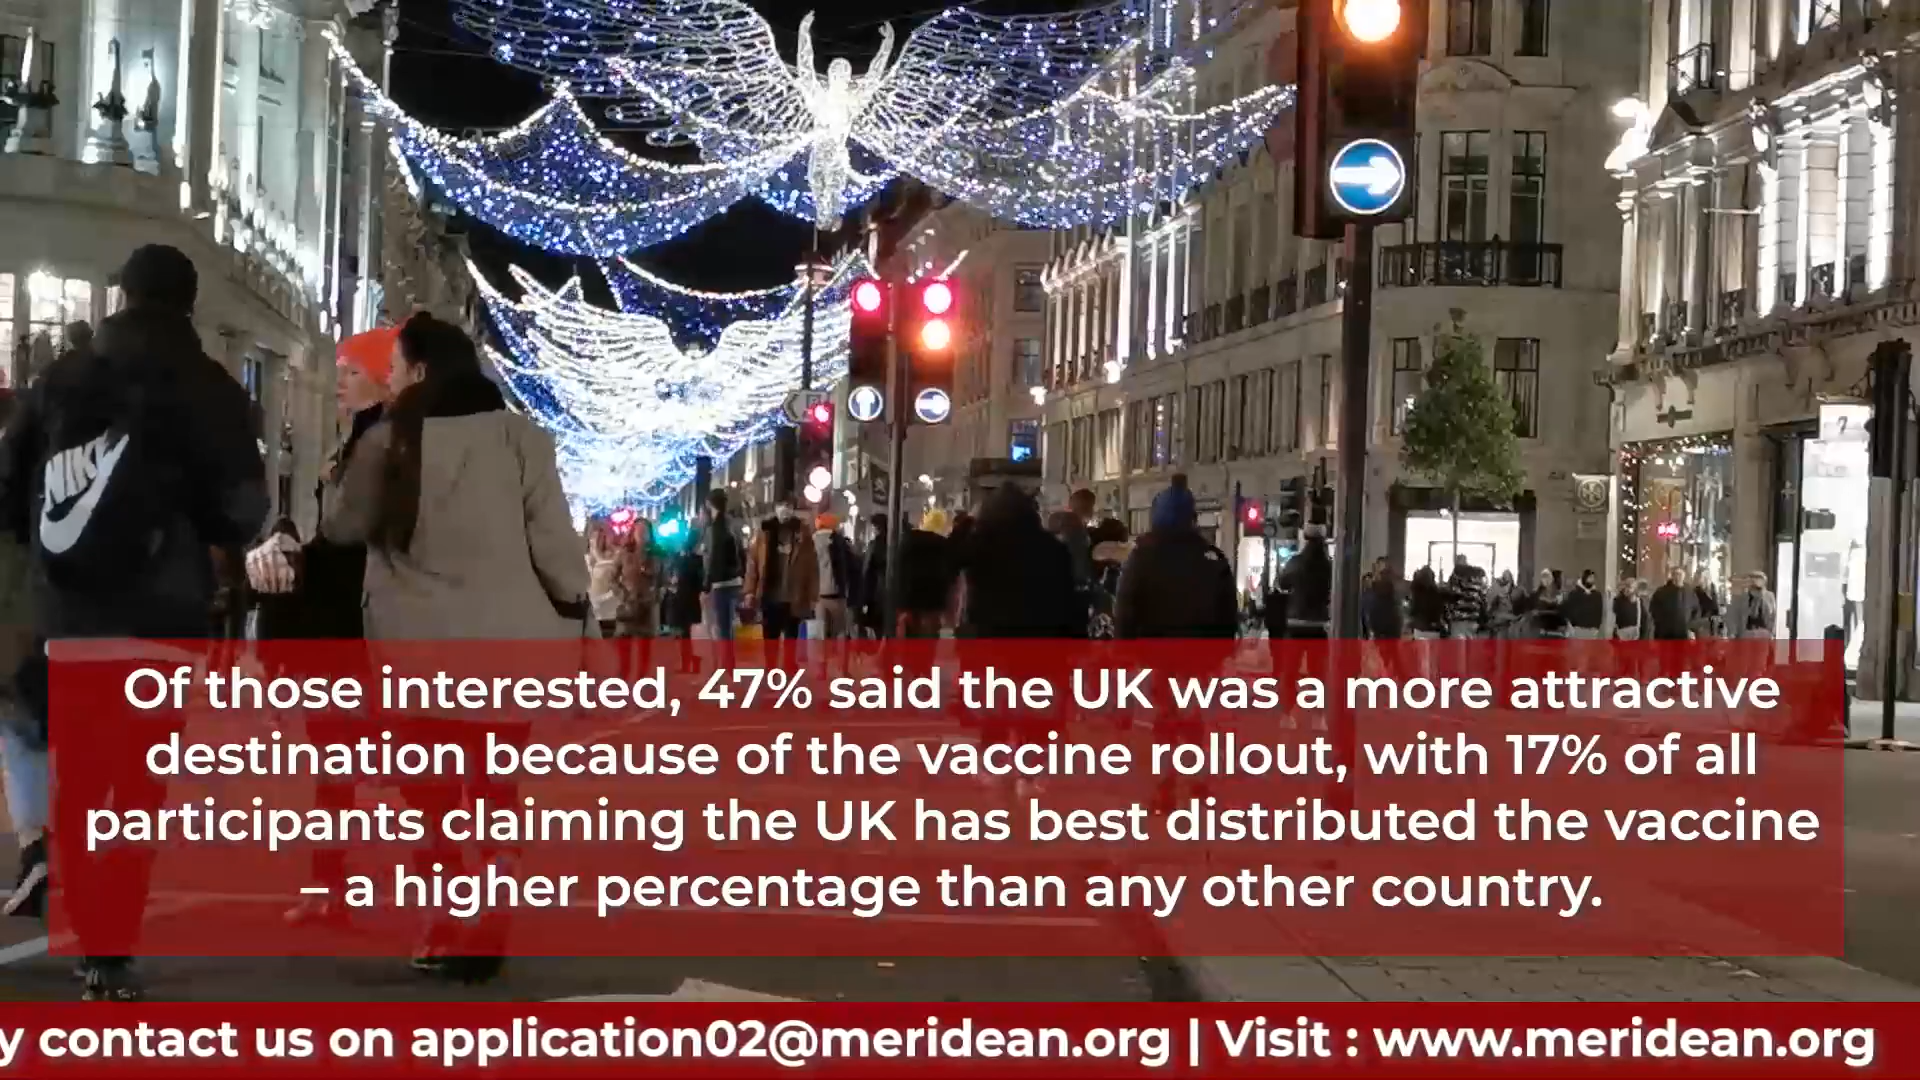 NIKE
Of those interested, 47% said the UK was a more attractive
destination because of the vaccine rollout, with 17% of all
participants claiming the UK has best distributed the vaccine
– a higher percentage than any other country.
y contact us on application02@meridean.org | Visit : www.meridean.org